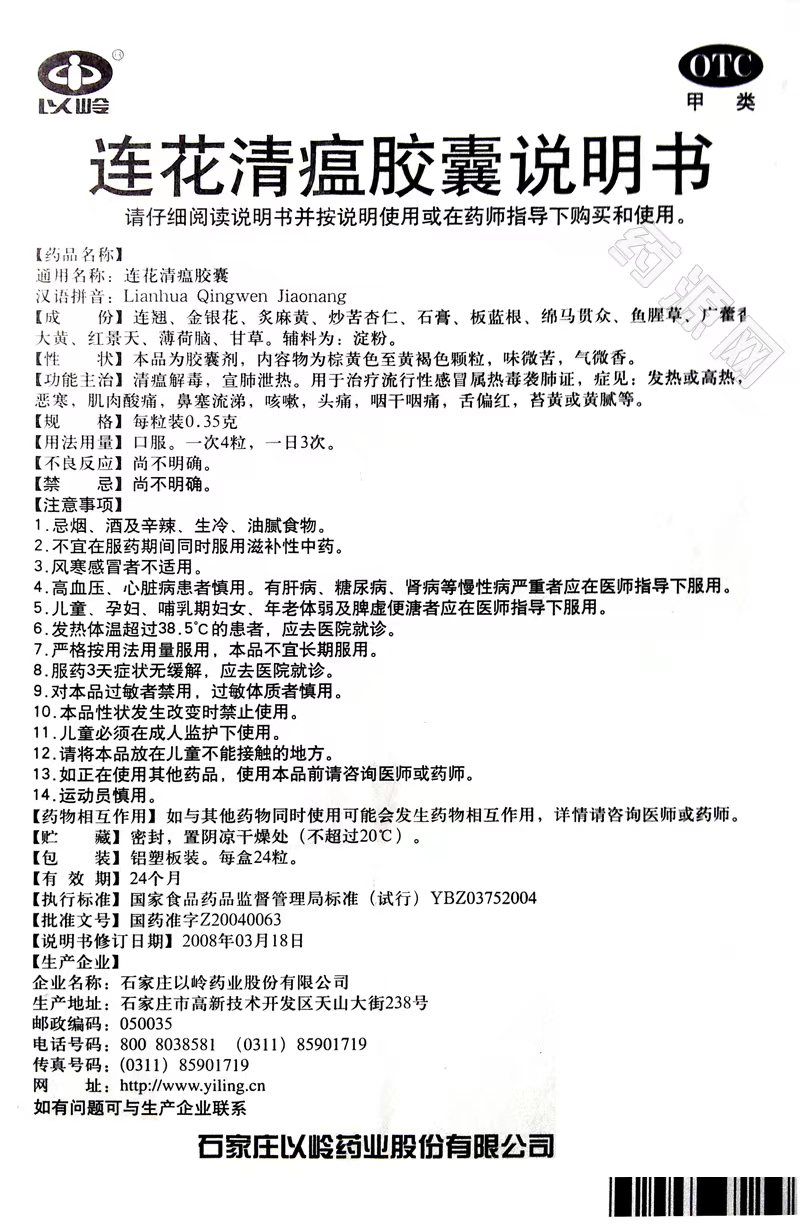 以岭
OTC
甲 类
连花清瘟胶囊说明书
请仔细阅读说明书并按说明使用或在药师指导下购买和使用。
【药品名称】
通用名称：连花清瘟胶囊
汉语拼音：Lianhua Qingwen Jiaonang
【成 份】连翘、金银花、炙麻黄、炒苦杏仁、石膏、板蓝根、绵马贯众、鱼腥草、广藿香
大黄、红景天、薄荷脑、甘草。辅料为：淀粉。
【性 状】本品为胶囊剂，内容物为棕黄色至黄褐色颗粒，味微苦，气微香。
【功能主治】清瘟解毒，宣肺泄热。用于治疗流行性感冒属热毒袭肺证，症见：发热或高热，
恶寒，肌肉酸痛，鼻塞流涕，咳嗽，头痛，咽干咽痛，舌偏红，苔黄或黄腻等。
【规 格】每粒装0.35克
【用法用量】口服。一次4粒，一日3次。
【不良反应】尚不明确。
【禁 忌】尚不明确。
【注意事项】
1.忌烟、酒及辛辣、生冷、油腻食物。
2.不宜在服药期间同时服用滋补性中药。
3.风寒感冒者不适用。
4.高血压、心脏病患者慎用。有肝病、糖尿病、肾病等慢性病严重者应在医师指导下服用。
5.儿童、孕妇、哺乳期妇女、年老体弱及脾虚便溏者应在医师指导下服用。
6.发热体温超过38.5℃的患者，应去医院就诊。
7.严格按用法用量服用，本品不宜长期服用。
8.服药3天症状无缓解，应去医院就诊。
9.对本品过敏者禁用，过敏体质者慎用。
10.本品性状发生改变时禁止使用。
11.儿童必须在成人监护下使用。
12.请将本品放在儿童不能接触的地方。
13.如正在使用其他药品，使用本品前请咨询医师或药师。
14.运动员慎用。
【药物相互作用】如与其他药物同时使用可能会发生药物相互作用，详情请咨询医师或药师。
【贮 藏】密封，置阴凉干燥处（不超过20℃）。
【包 装】铝塑板装。每盒24粒。
【有 效 期】24个月
【执行标准】国家食品药品监督管理局标准（试行）YBZ03752004
【批准文号】国药准字Z20040063
【说明书修订日期】2008年03月18日
【生产企业】
企业名称：石家庄以岭药业股份有限公司
生产地址：石家庄市高新技术开发区天山大街238号
邮政编码：050035
电话号码：800 8038581 （0311）85901719
传真号码：（0311）85901719
网 址：http://www.yiling.cn
如有问题可与生产企业联系
石家庄以岭药业股份有限公司
药源网